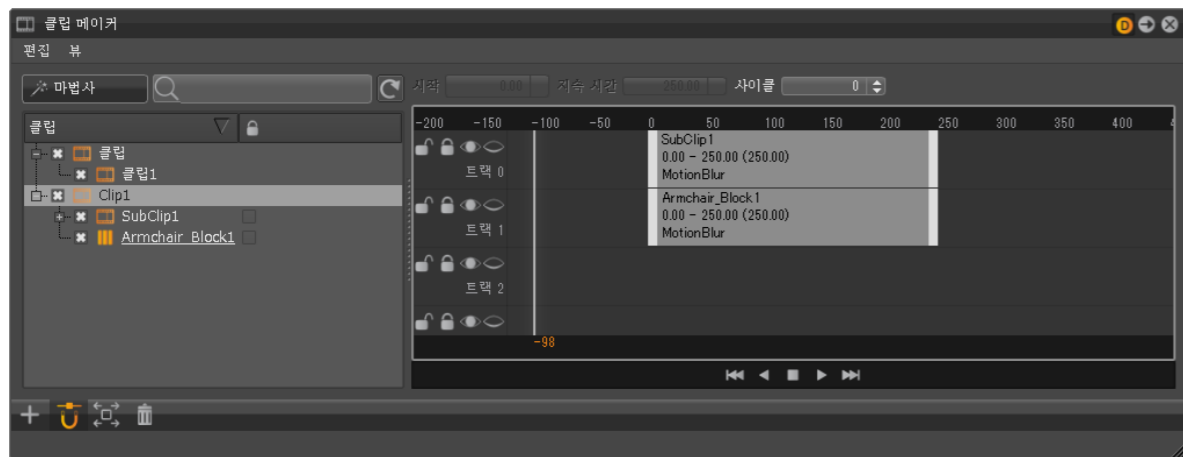 클립 메이커
D
편집 뷰
마법사
시작 0.00 지속 시간 250.00 사이클 0
클립
클립
클립1
Clip1
SubClip1
Armchair_Block1
-200 -150 -100 -50 0 50 100 150 200 250 300 350 400 4
트랙 0
SubClip1
0.00 - 250.00 (250.00)
MotionBlur
트랙 1
Armchair_Block1
0.00 - 250.00 (250.00)
MotionBlur
트랙 2
-98